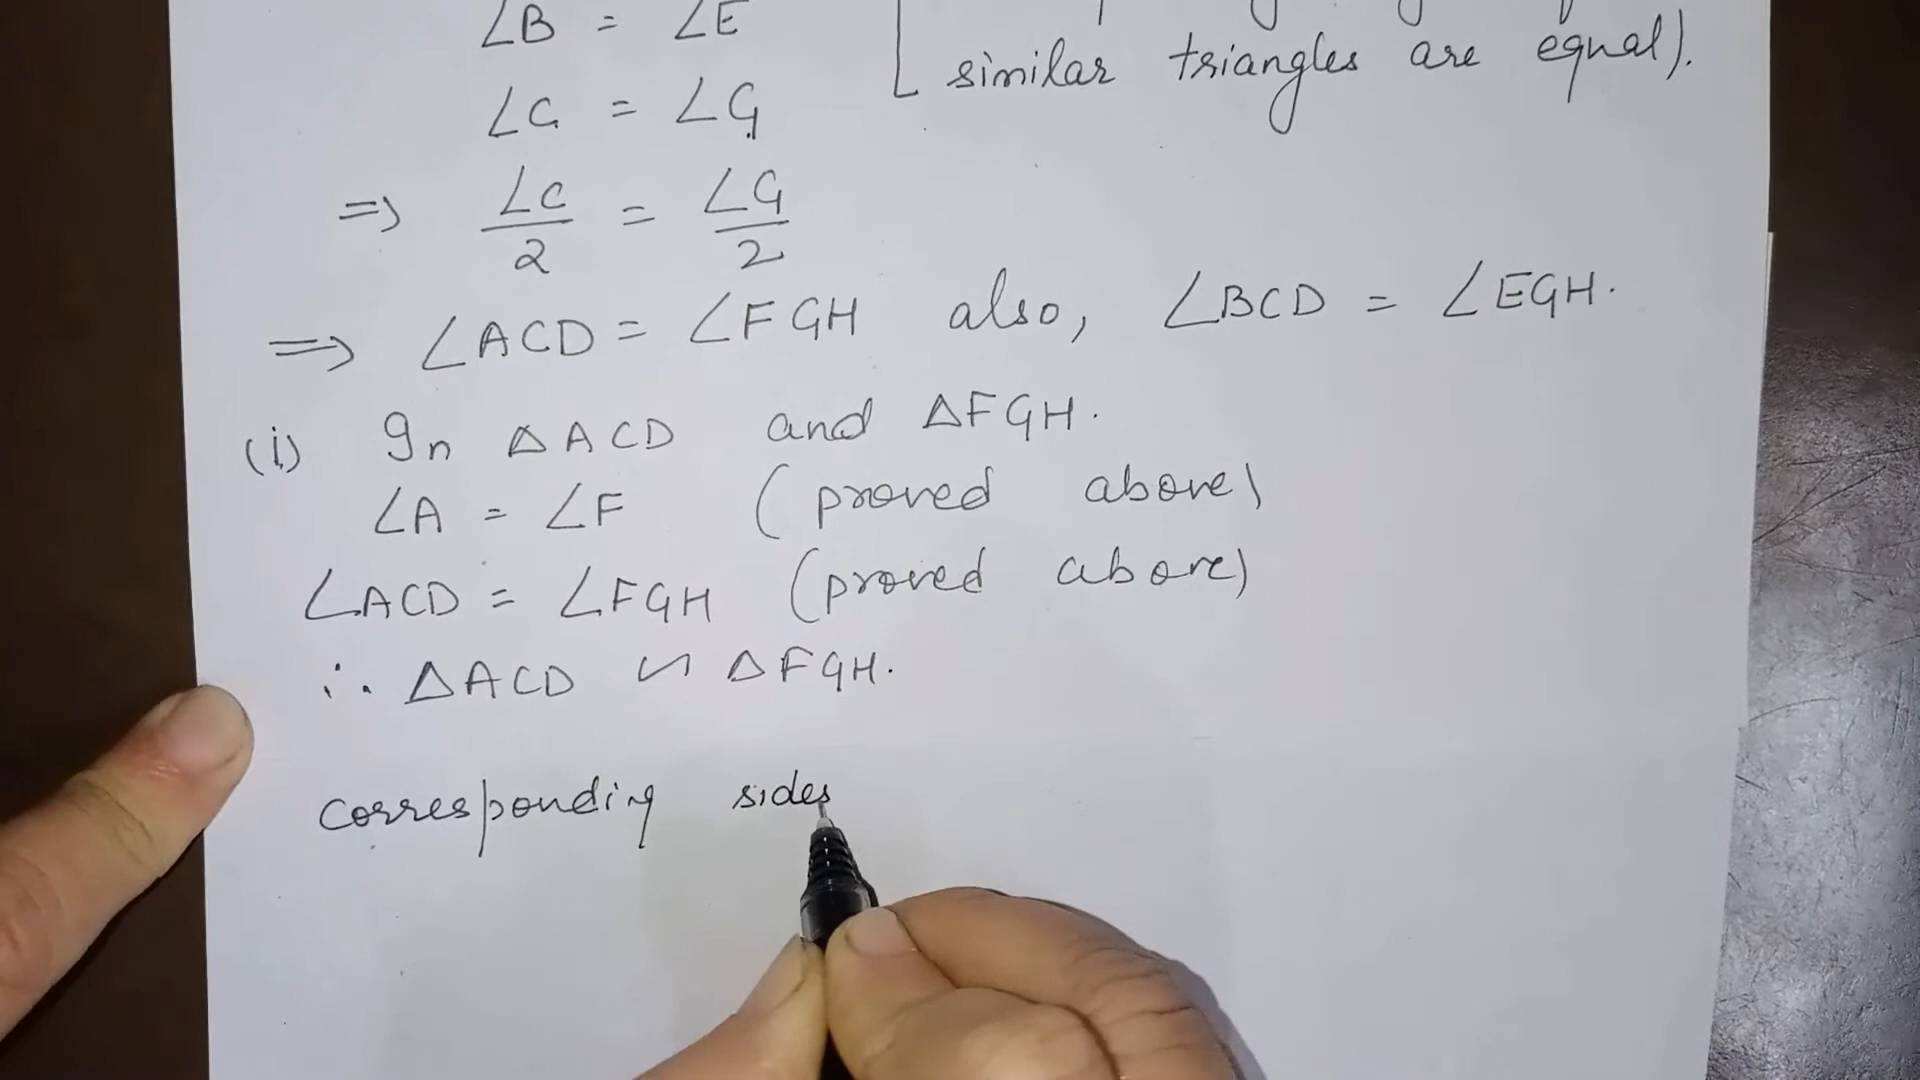 ∠B = ∠E
similar triangles are equal).
∠C = ∠G
=> ∠C/2 = ∠G/2
=> ∠ACD = ∠FGH also, ∠BCD = ∠EGH.
(i) In △ACD and △FGH.
∠A = ∠F (proved above)
∠ACD = ∠FGH (proved above)
∴ △ACD ∽ △FGH.
corresponding sides